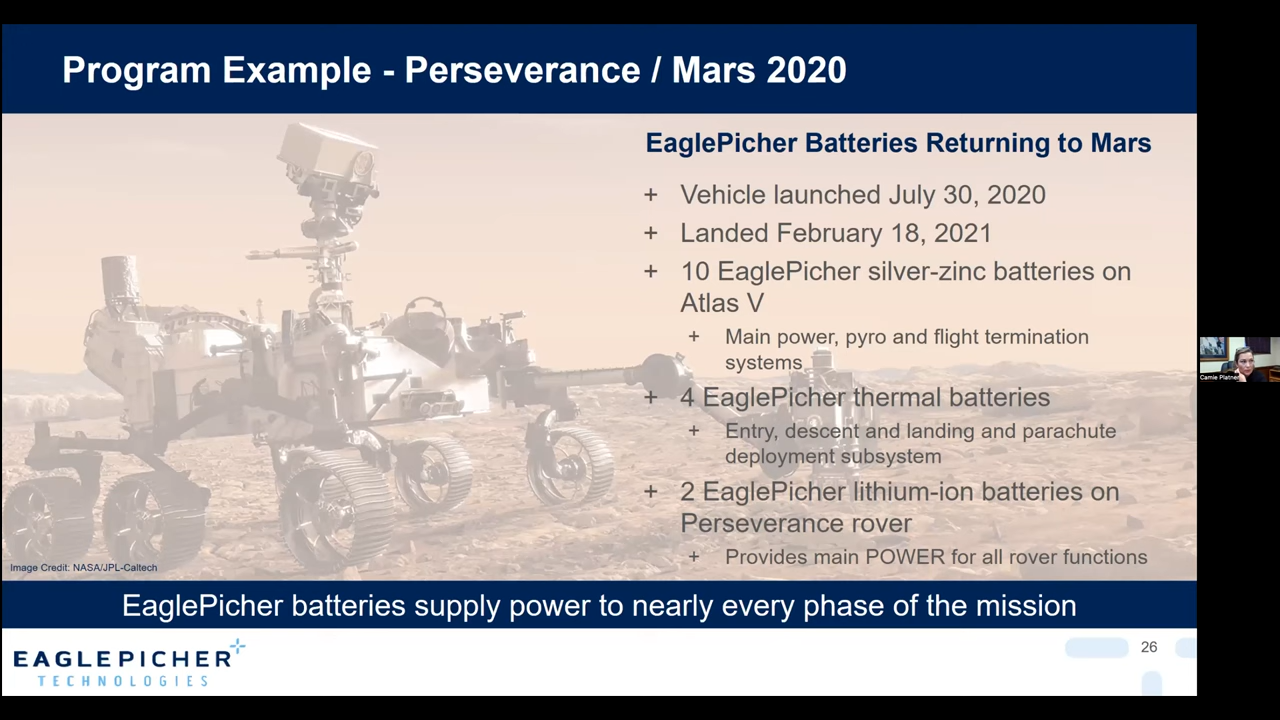 Program Example - Perseverance / Mars 2020
EaglePicher Batteries Returning to Mars
+ Vehicle launched July 30, 2020
+ Landed February 18, 2021
+ 10 EaglePicher silver-zinc batteries on
Atlas V
+ Main power, pyro and flight termination
systems
+ 4 EaglePicher thermal batteries
+ Entry, descent and landing and parachute
deployment subsystem
+ 2 EaglePicher lithium-ion batteries on
Perseverance rover
+ Provides main POWER for all rover functions
Image Credit: NASA/JPL-Caltech
EaglePicher batteries supply power to nearly every phase of the mission
EAGLEPICHER
TECHNOLOGIES
26
Camie Platner